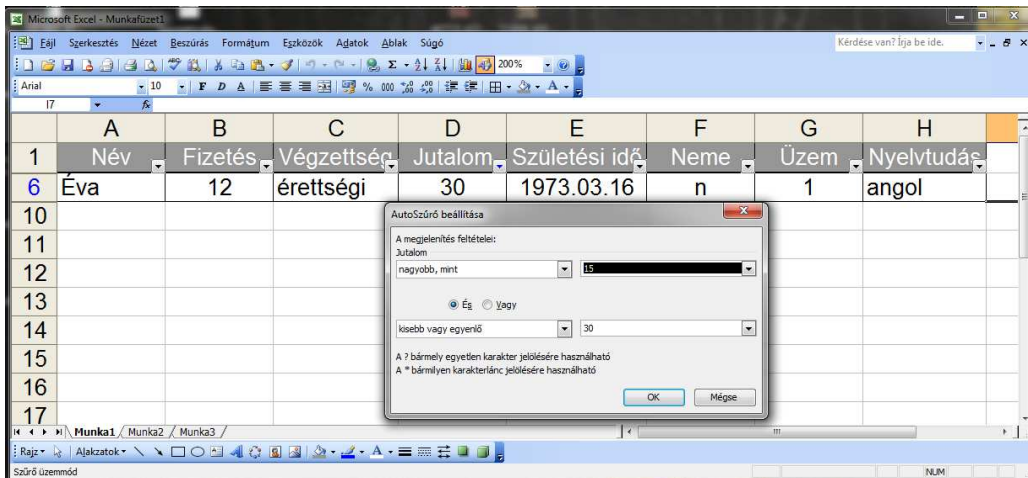 Microsoft Excel - Munkafüzet1
Fájl Szerkesztés Nézet Beszúrás Formátum Eszközök Adatok Ablak Súgó Kérdése van? Írja be ide.
200%
Arial 10 F D A % 000
I7 fx
A B C D E F G H
1 Név Fizetés Végzettség Jutalom Születési idő Neme Üzem Nyelvtudás
6 Éva 12 érettségi 30 1973.03.16 n 1 angol
10
11
12
13
14
15
16
17
AutoSzűrő beállítása
A megjelenítés feltételei:
Jutalom
nagyobb, mint 15
És Vagy
kisebb vagy egyenlő 30
A ? bármely egyetlen karakter jelölésére használható
A * bármilyen karakterlánc jelölésére használható
OK Mégse
Munka1 Munka2 Munka3
Rajz Alakzatok
Szűrő üzemmód NUM